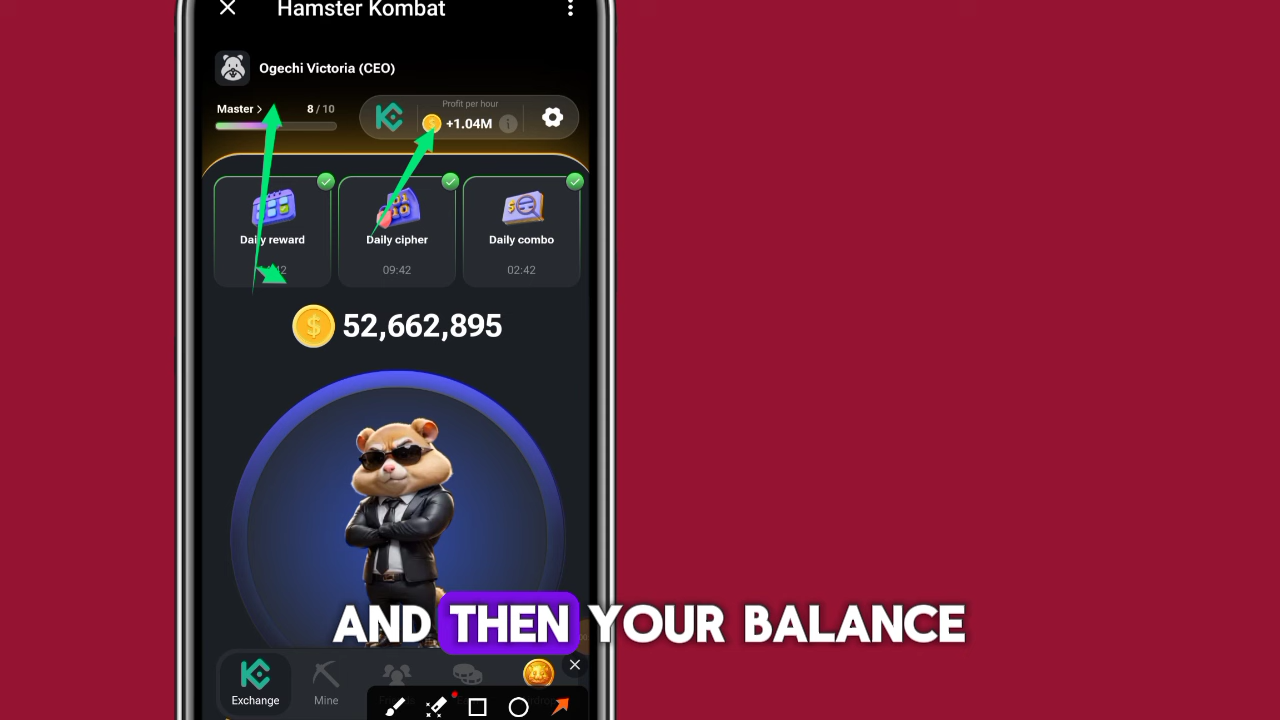 Hamster Kombat
Ogechi Victoria (CEO)
Master > 8 / 10
Profit per hour
+1.04M
Daily reward
Daily cipher
Daily combo
09:42
02:42
52,662,895
AND THEN YOUR BALANCE
Exchange
Mine